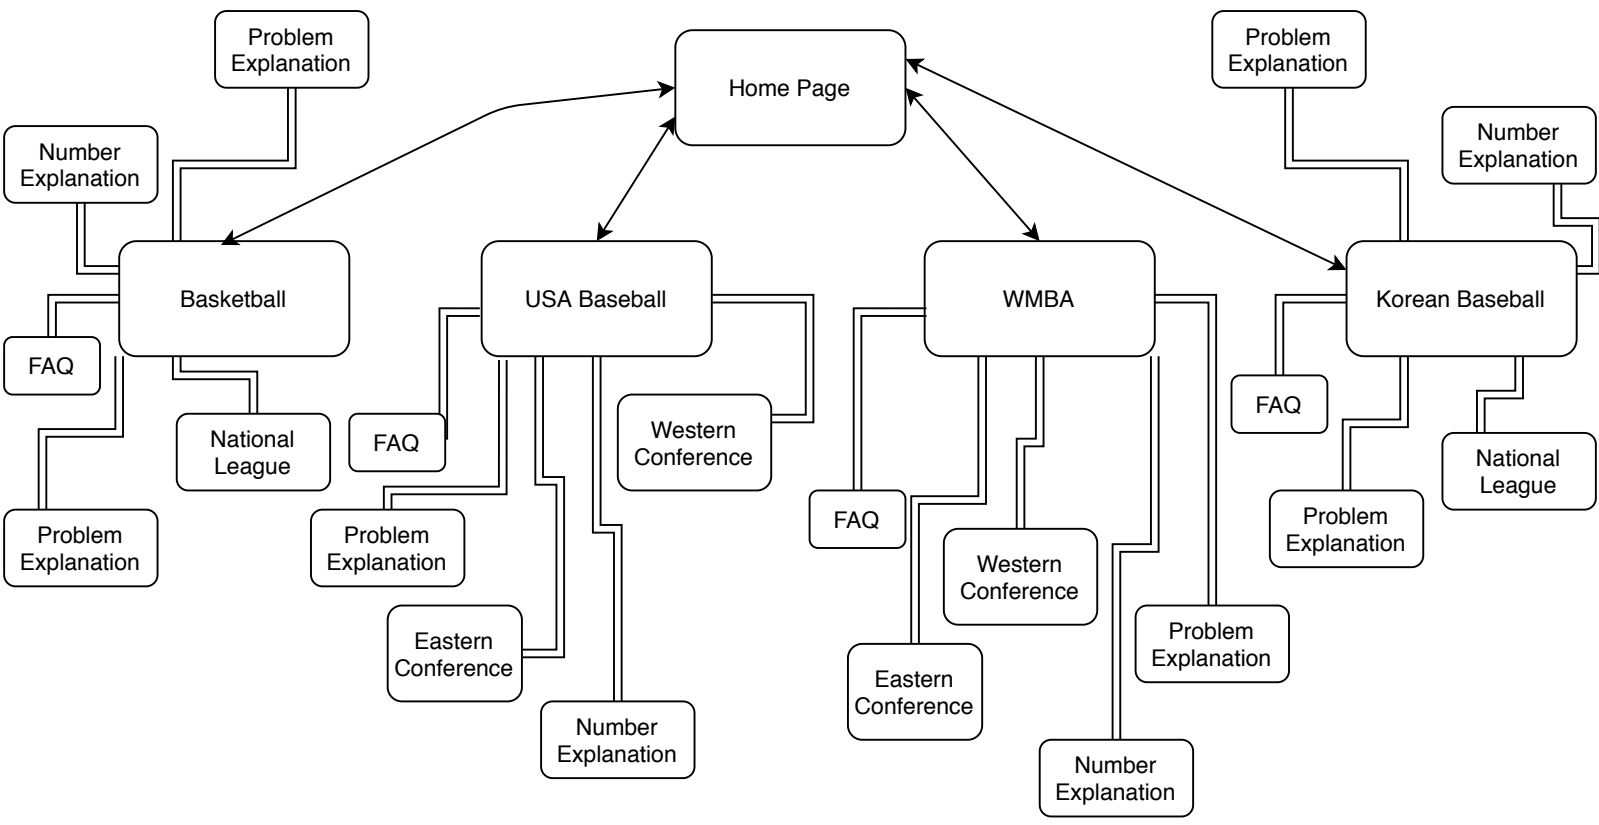 Problem
Explanation
Home Page
Problem
Explanation
Number
Explanation
Number
Explanation
Basketball
USA Baseball
WMBA
Korean Baseball
FAQ
National
League
FAQ
Western
Conference
FAQ
FAQ
National
League
Problem
Explanation
Problem
Explanation
Western
Conference
Problem
Explanation
Eastern
Conference
Number
Explanation
Eastern
Conference
Problem
Explanation
Number
Explanation